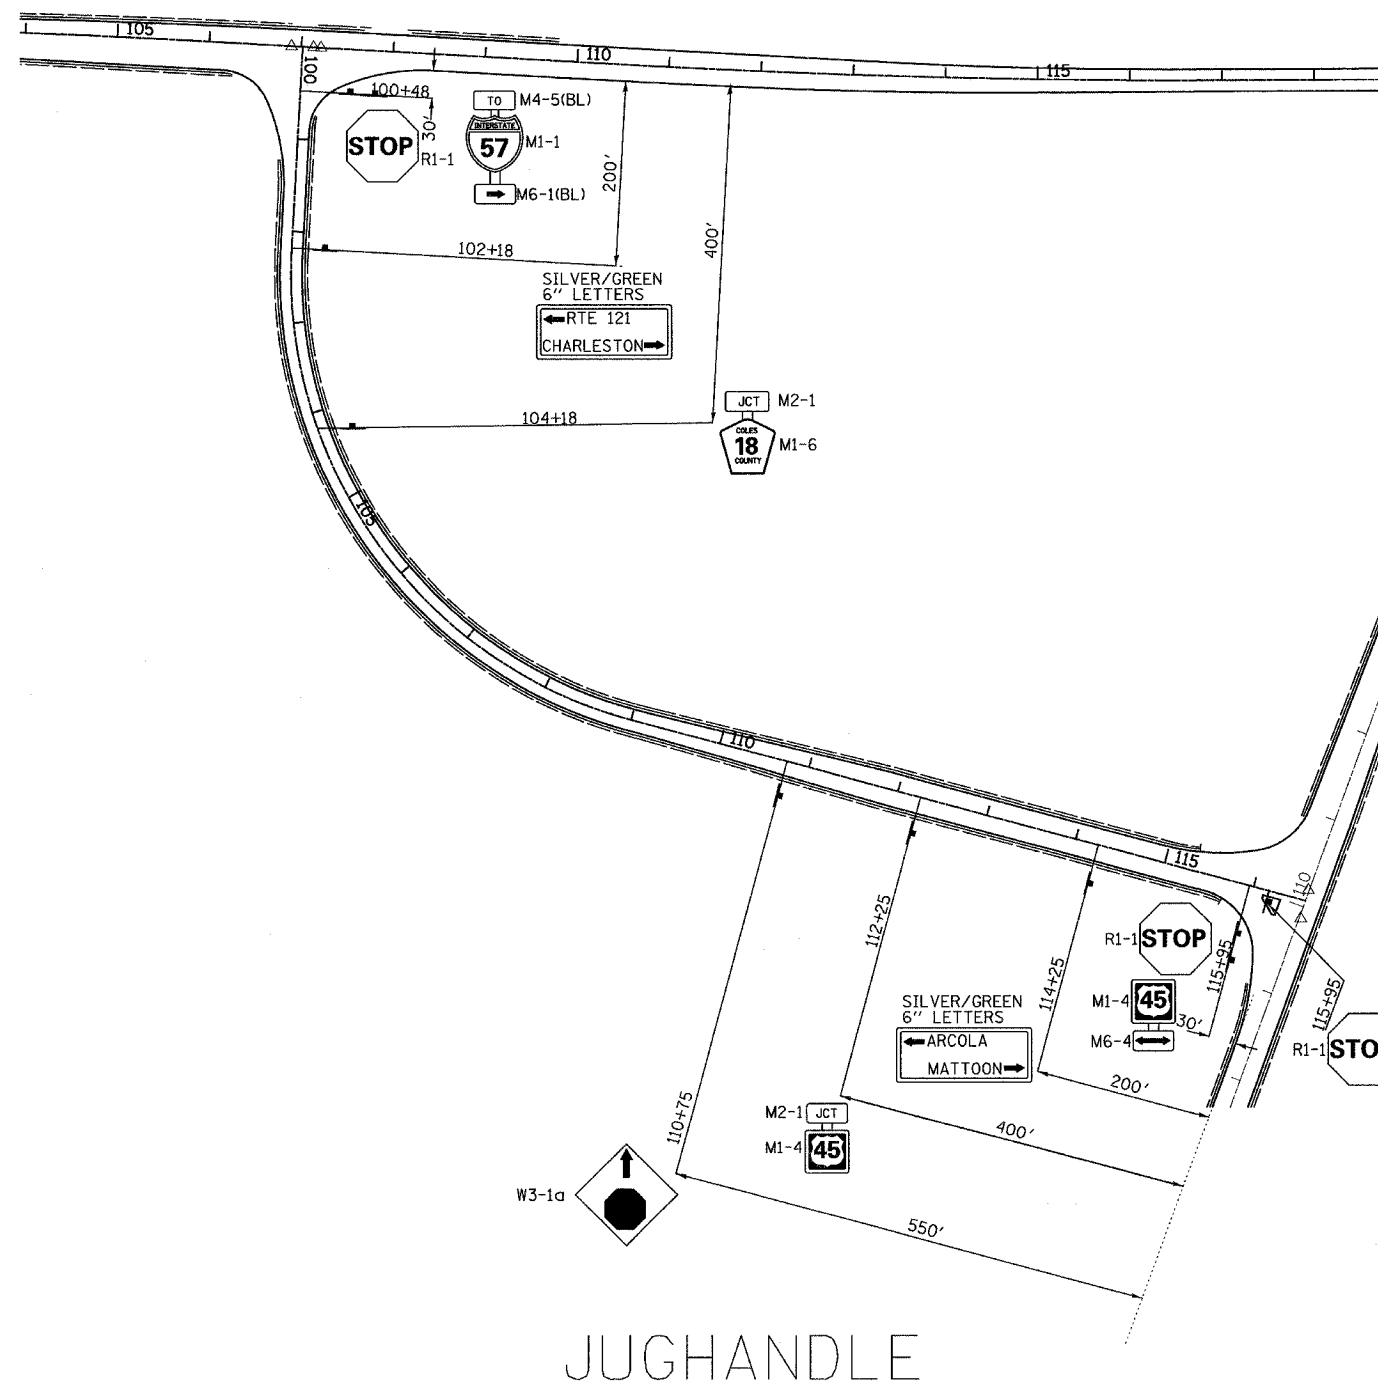 105
110
115
100
100+48
30'
STOP
R1-1
TO
M4-5(BL)
INTERSTATE
57
M1-1
M6-1(BL)
200'
400'
102+18
SILVER/GREEN
6" LETTERS
RTE 121
CHARLESTON
104+18
JCT
M2-1
COLES
18
COUNTY
M1-6
105
110
115
110
112+25
114+25
115+95
R1-1
STOP
M1-4
45
30'
M6-4
115+95
R1-1
STO
SILVER/GREEN
6" LETTERS
ARCOLA
MATTOON
200'
110+75
M2-1
JCT
M1-4
45
400'
W3-1a
550'
JUGHANDLE